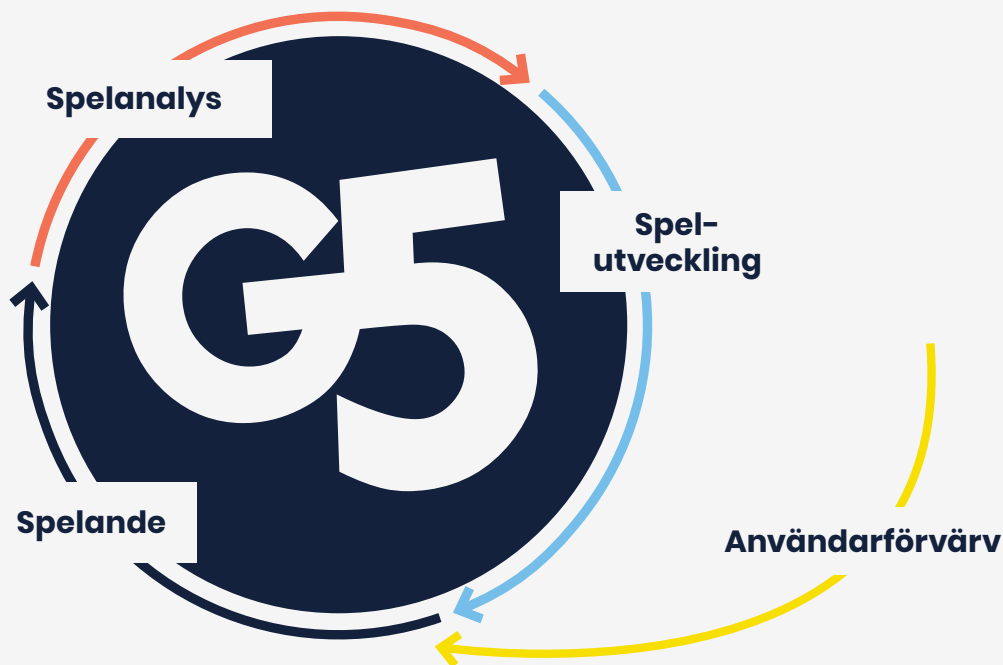 Spelanalys
G5
Spel-
utveckling
Spelande
Användarförvärv